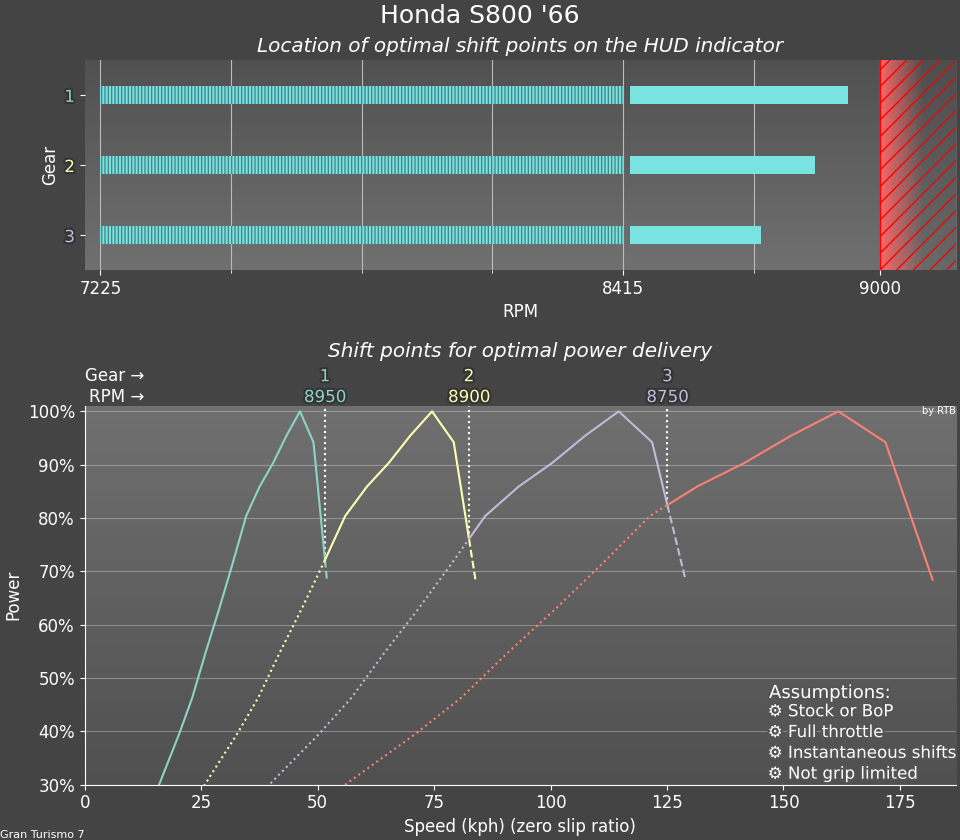 Honda S800 '66
Location of optimal shift points on the HUD indicator
Gear
1
2
3
7225 8415 9000
RPM
Shift points for optimal power delivery
Gear → 1 2 3
RPM → 8950 8900 8750
by RTB
Power
100%
90%
80%
70%
60%
50%
40%
30%
Assumptions:
⚙ Stock or BoP
⚙ Full throttle
⚙ Instantaneous shifts
⚙ Not grip limited
0 25 50 75 100 125 150 175
Speed (kph) (zero slip ratio)
Gran Turismo 7